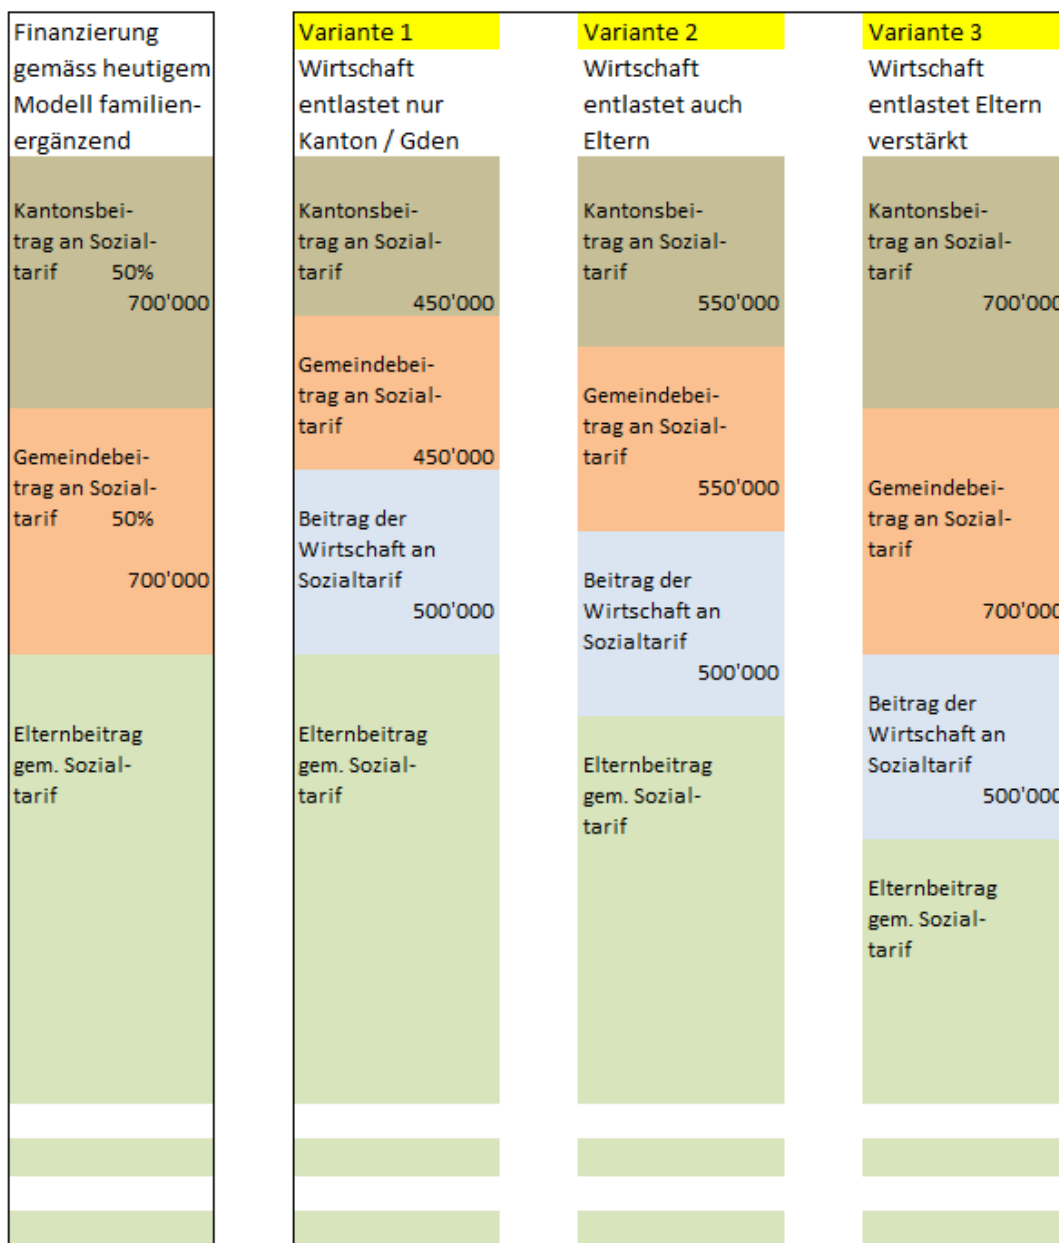 Finanzierung
gemäss heutigem
Modell familien-
ergänzend
Kantonsbei-
trag an Sozial-
tarif 50%
700'000
Gemeindebei-
trag an Sozial-
tarif 50%
700'000
Elternbeitrag
gem. Sozial-
tarif
Variante 1
Wirtschaft
entlastet nur
Kanton / Gden
Kantonsbei-
trag an Sozial-
tarif
450'000
Gemeindebei-
trag an Sozial-
tarif
450'000
Beitrag der
Wirtschaft an
Sozialtarif
500'000
Elternbeitrag
gem. Sozial-
tarif
Variante 2
Wirtschaft
entlastet auch
Eltern
Kantonsbei-
trag an Sozial-
tarif
550'000
Gemeindebei-
trag an Sozial-
tarif
550'000
Beitrag der
Wirtschaft an
Sozialtarif
500'000
Elternbeitrag
gem. Sozial-
tarif
Variante 3
Wirtschaft
entlastet Eltern
verstärkt
Kantonsbei-
trag an Sozial-
tarif
700'000
Gemeindebei-
trag an Sozial-
tarif
700'000
Beitrag der
Wirtschaft an
Sozialtarif
500'000
Elternbeitrag
gem. Sozial-
tarif